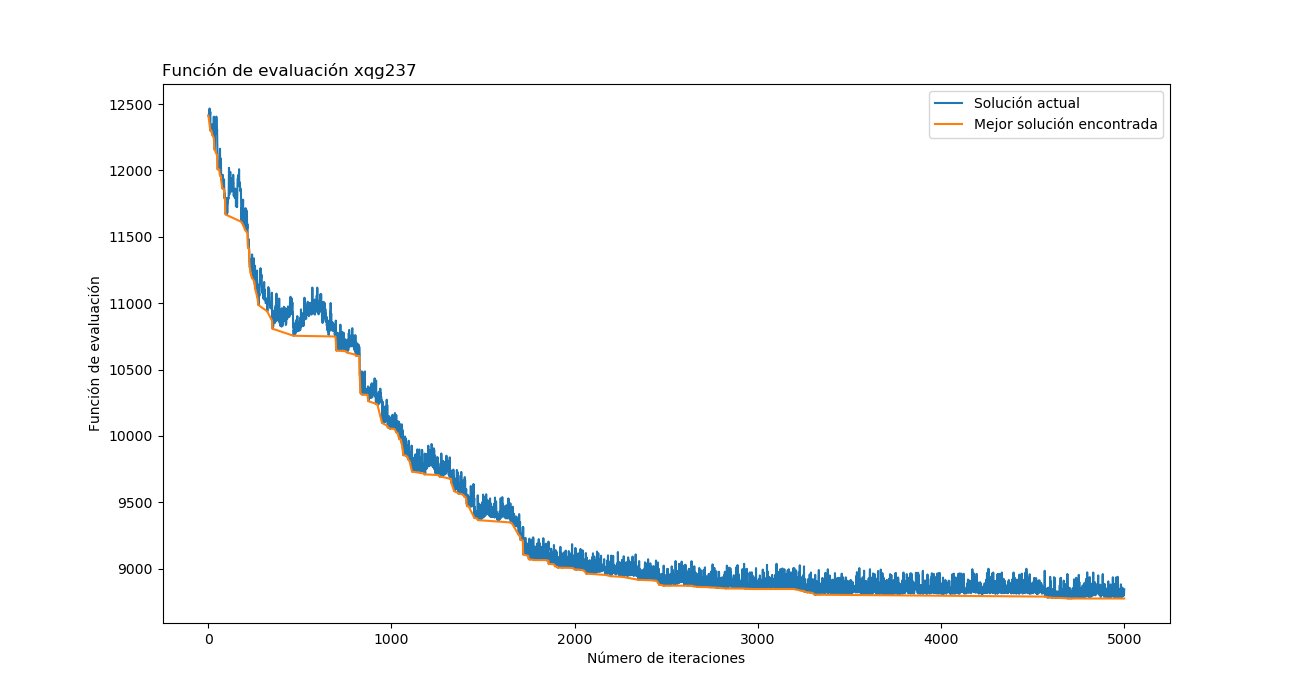 Función de evaluación xqg237
Solución actual
Mejor solución encontrada
12500
12000
11500
11000
10500
10000
9500
9000
Función de evaluación
0
1000
2000
3000
4000
5000
Número de iteraciones